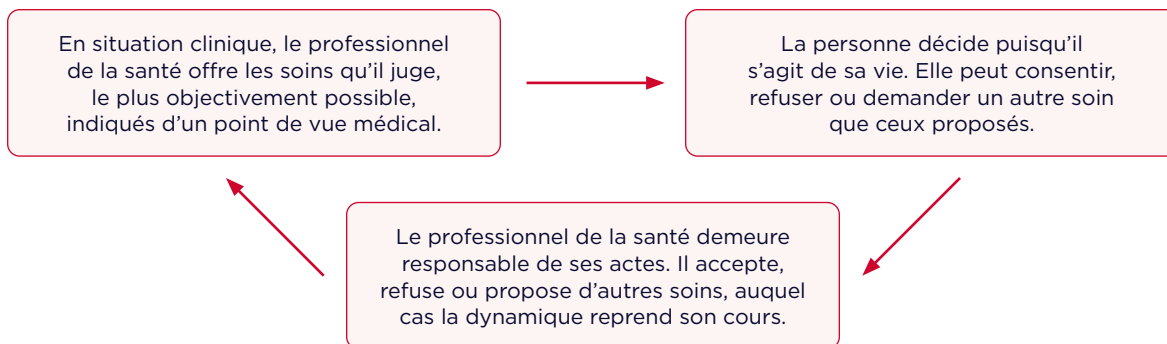 En situation clinique, le professionnel
de la santé offre les soins qu’il juge,
le plus objectivement possible,
indiqués d’un point de vue médical.
La personne décide puisqu’il
s’agit de sa vie. Elle peut consentir,
refuser ou demander un autre soin
que ceux proposés.
Le professionnel de la santé demeure
responsable de ses actes. Il accepte,
refuse ou propose d’autres soins, auquel
cas la dynamique reprend son cours.